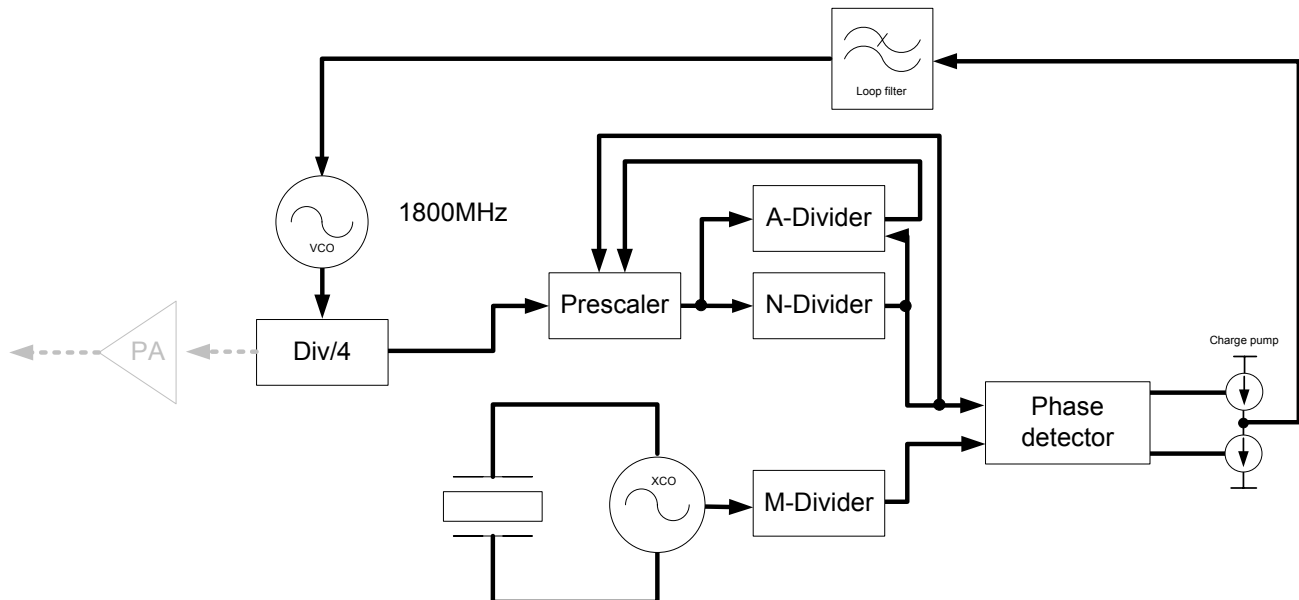 Loop filter
1800MHz
VCO
A-Divider
Prescaler
N-Divider
PA
Div/4
Charge pump
Phase
detector
XCO
M-Divider